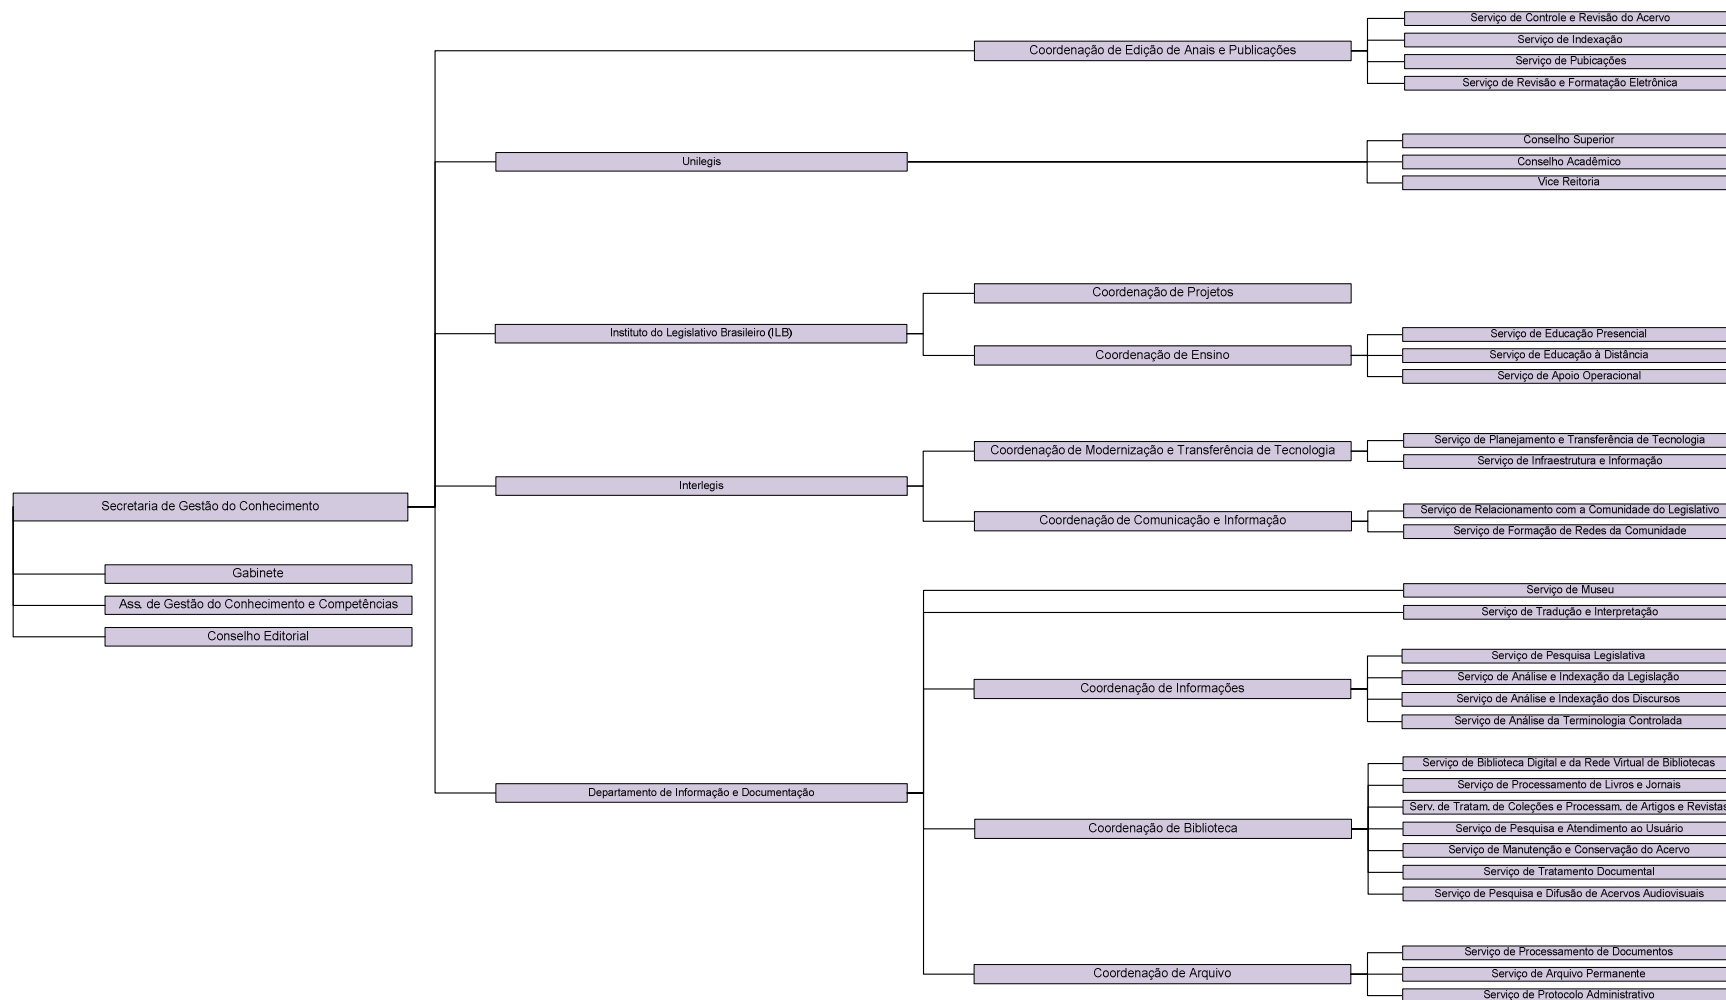 Serviço de Controle e Revisão do Acervo
Coordenação de Edição de Anais e Publicações
Serviço de Indexação
Serviço de Pubicações
Serviço de Revisão e Formatação Eletrônica
Unilegis
Conselho Superior
Conselho Acadêmico
Vice Reitoria
Instituto do Legislativo Brasileiro (ILB)
Coordenação de Projetos
Coordenação de Ensino
Serviço de Educação Presencial
Serviço de Educação à Distância
Serviço de Apoio Operacional
Interlegis
Coordenação de Modernização e Transferência de Tecnologia
Serviço de Planejamento e Transferência de Tecnologia
Serviço de Infraestrutura e Informação
Coordenação de Comunicação e Informação
Serviço de Relacionamento com a Comunidade do Legislativo
Serviço de Formação de Redes da Comunidade
Secretaria de Gestão do Conhecimento
Gabinete
Ass. de Gestão do Conhecimento e Competências
Conselho Editorial
Departamento de Informação e Documentação
Serviço de Museu
Serviço de Tradução e Interpretação
Coordenação de Informações
Serviço de Pesquisa Legislativa
Serviço de Análise e Indexação da Legislação
Serviço de Análise e Indexação dos Discursos
Serviço de Análise da Terminologia Controlada
Coordenação de Biblioteca
Serviço de Biblioteca Digital e da Rede Virtual de Bibliotecas
Serviço de Processamento de Livros e Jornais
Serv. de Tratam. de Coleções e Processam. de Artigos e Revistas
Serviço de Pesquisa e Atendimento ao Usuário
Serviço de Manutenção e Conservação do Acervo
Serviço de Tratamento Documental
Serviço de Pesquisa e Difusão de Acervos Audiovisuais
Coordenação de Arquivo
Serviço de Processamento de Documentos
Serviço de Arquivo Permanente
Serviço de Protocolo Administrativo